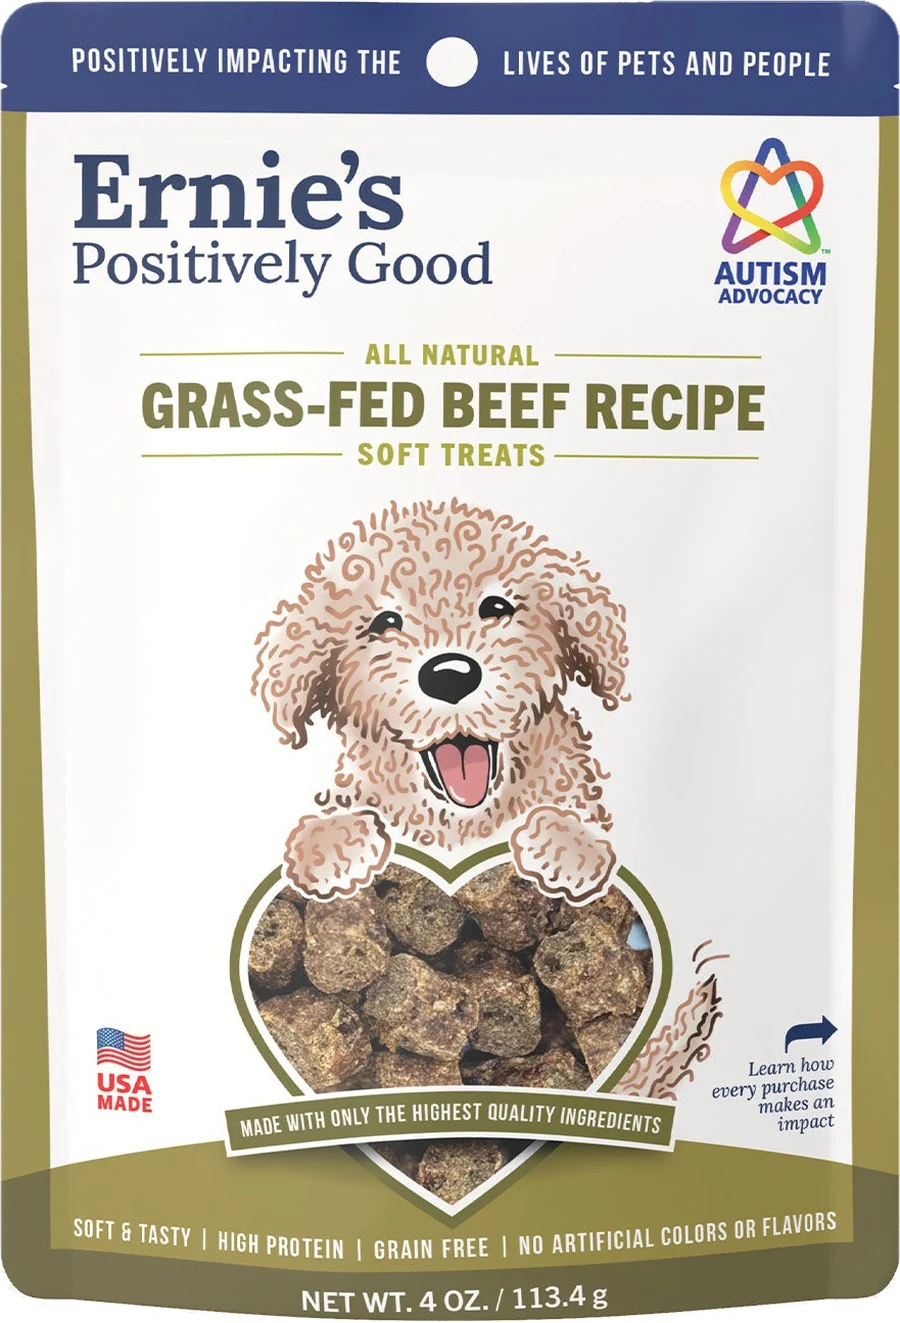 POSITIVELY IMPACTING THE LIVES OF PETS AND PEOPLE
Ernie's
Positively Good
AUTISM
ADVOCACY
ALL NATURAL
GRASS-FED BEEF RECIPE
SOFT TREATS
USA
MADE
Learn how
every purchase
makes an
impact
MADE WITH ONLY THE HIGHEST QUALITY INGREDIENTS
SOFT & TASTY | HIGH PROTEIN | GRAIN FREE | NO ARTIFICIAL COLORS OR FLAVORS
NET WT. 4 OZ. / 113.4 g